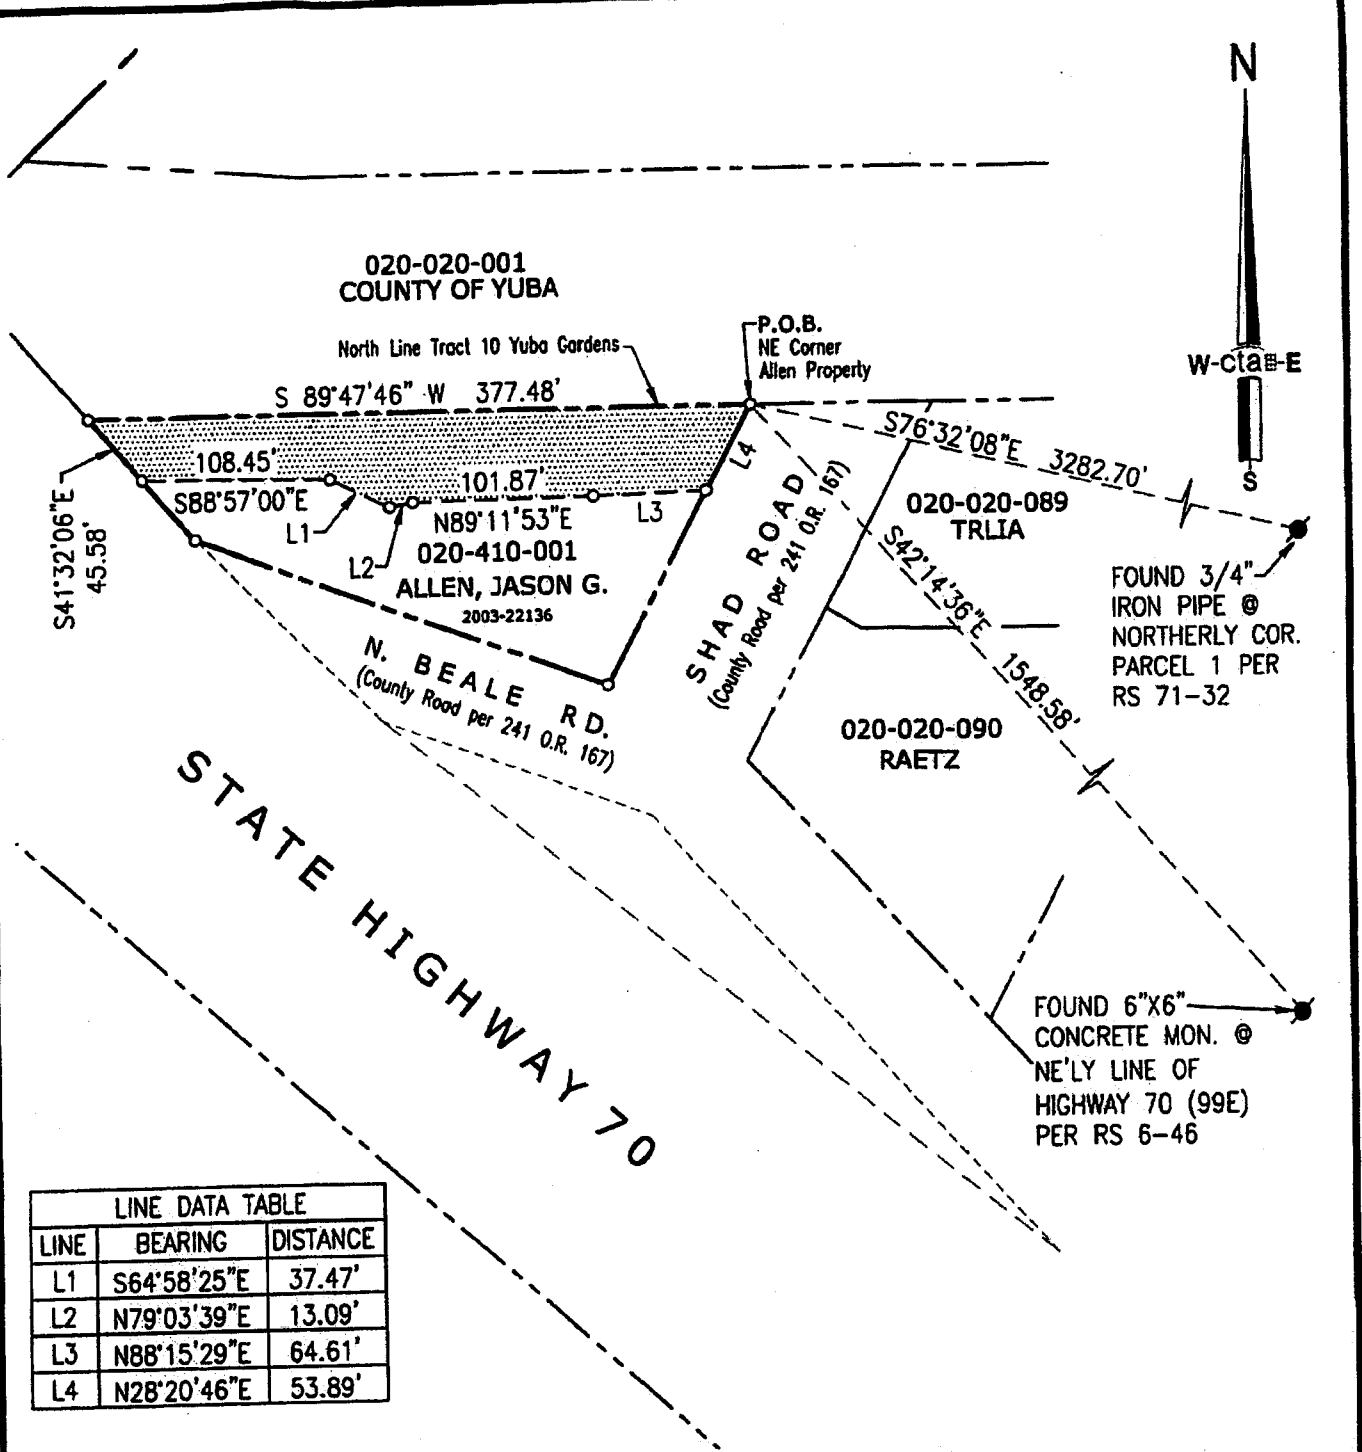 N
W-cta-E
S
020-020-001
COUNTY OF YUBA
North Line Tract 10 Yuba Gardens
P.O.B.
NE Corner
Allen Property
S 89°47'46" W 377.48'
S41°32'06"E
45.58'
108.45'
S88°57'00"E
L1
L2
101.87'
N89°11'53"E
L3
L4
020-410-001
ALLEN, JASON G.
2003-22136
N. BEALE RD.
(County Road per 241 O.R. 167)
SHAD ROAD
(County Road per 241 O.R. 167)
S76°32'08"E 3282.70'
020-020-089
TRLIA
S42°14'36"E 1548.58'
FOUND 3/4"
IRON PIPE @
NORTHERLY COR.
PARCEL 1 PER
RS 71-32
020-020-090
RAETZ
STATE HIGHWAY 70
FOUND 6"X6"
CONCRETE MON. @
NE'LY LINE OF
HIGHWAY 70 (99E)
PER RS 6-46
LINE DATA TABLE
LINE BEARING DISTANCE
L1 S64°58'25"E 37.47'
L2 N79°03'39"E 13.09'
L3 N88°15'29"E 64.61'
L4 N28°20'46"E 53.89'